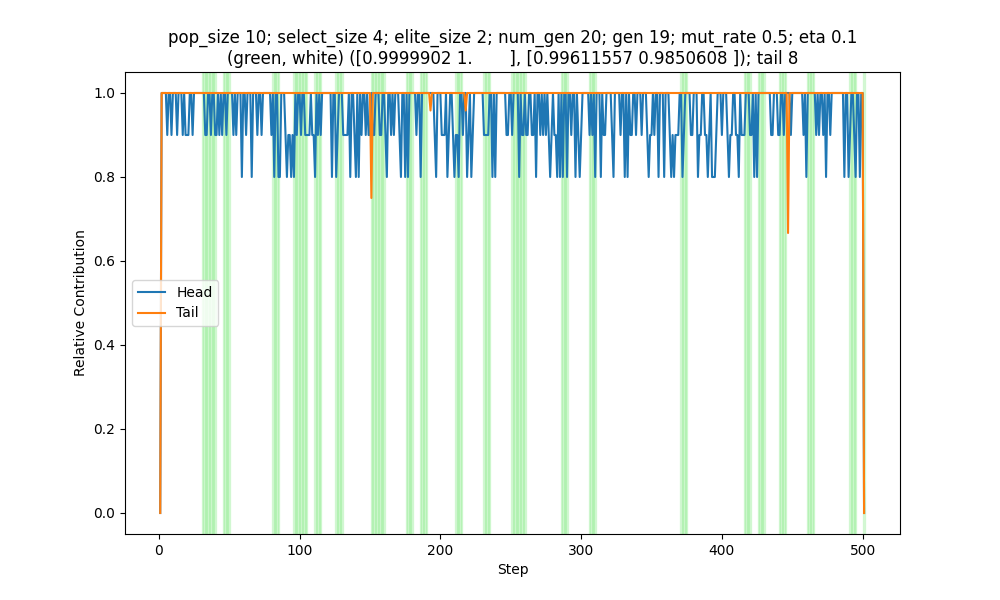 pop_size 10; select_size 4; elite_size 2; num_gen 20; gen 19; mut_rate 0.5; eta 0.1
(green, white) ([0.9999902 1.        ], [0.99611557 0.9850608 ]); tail 8
1.0
0.8
0.6
0.4
0.2
0.0
Relative Contribution
Head
Tail
0 100 200 300 400 500
Step